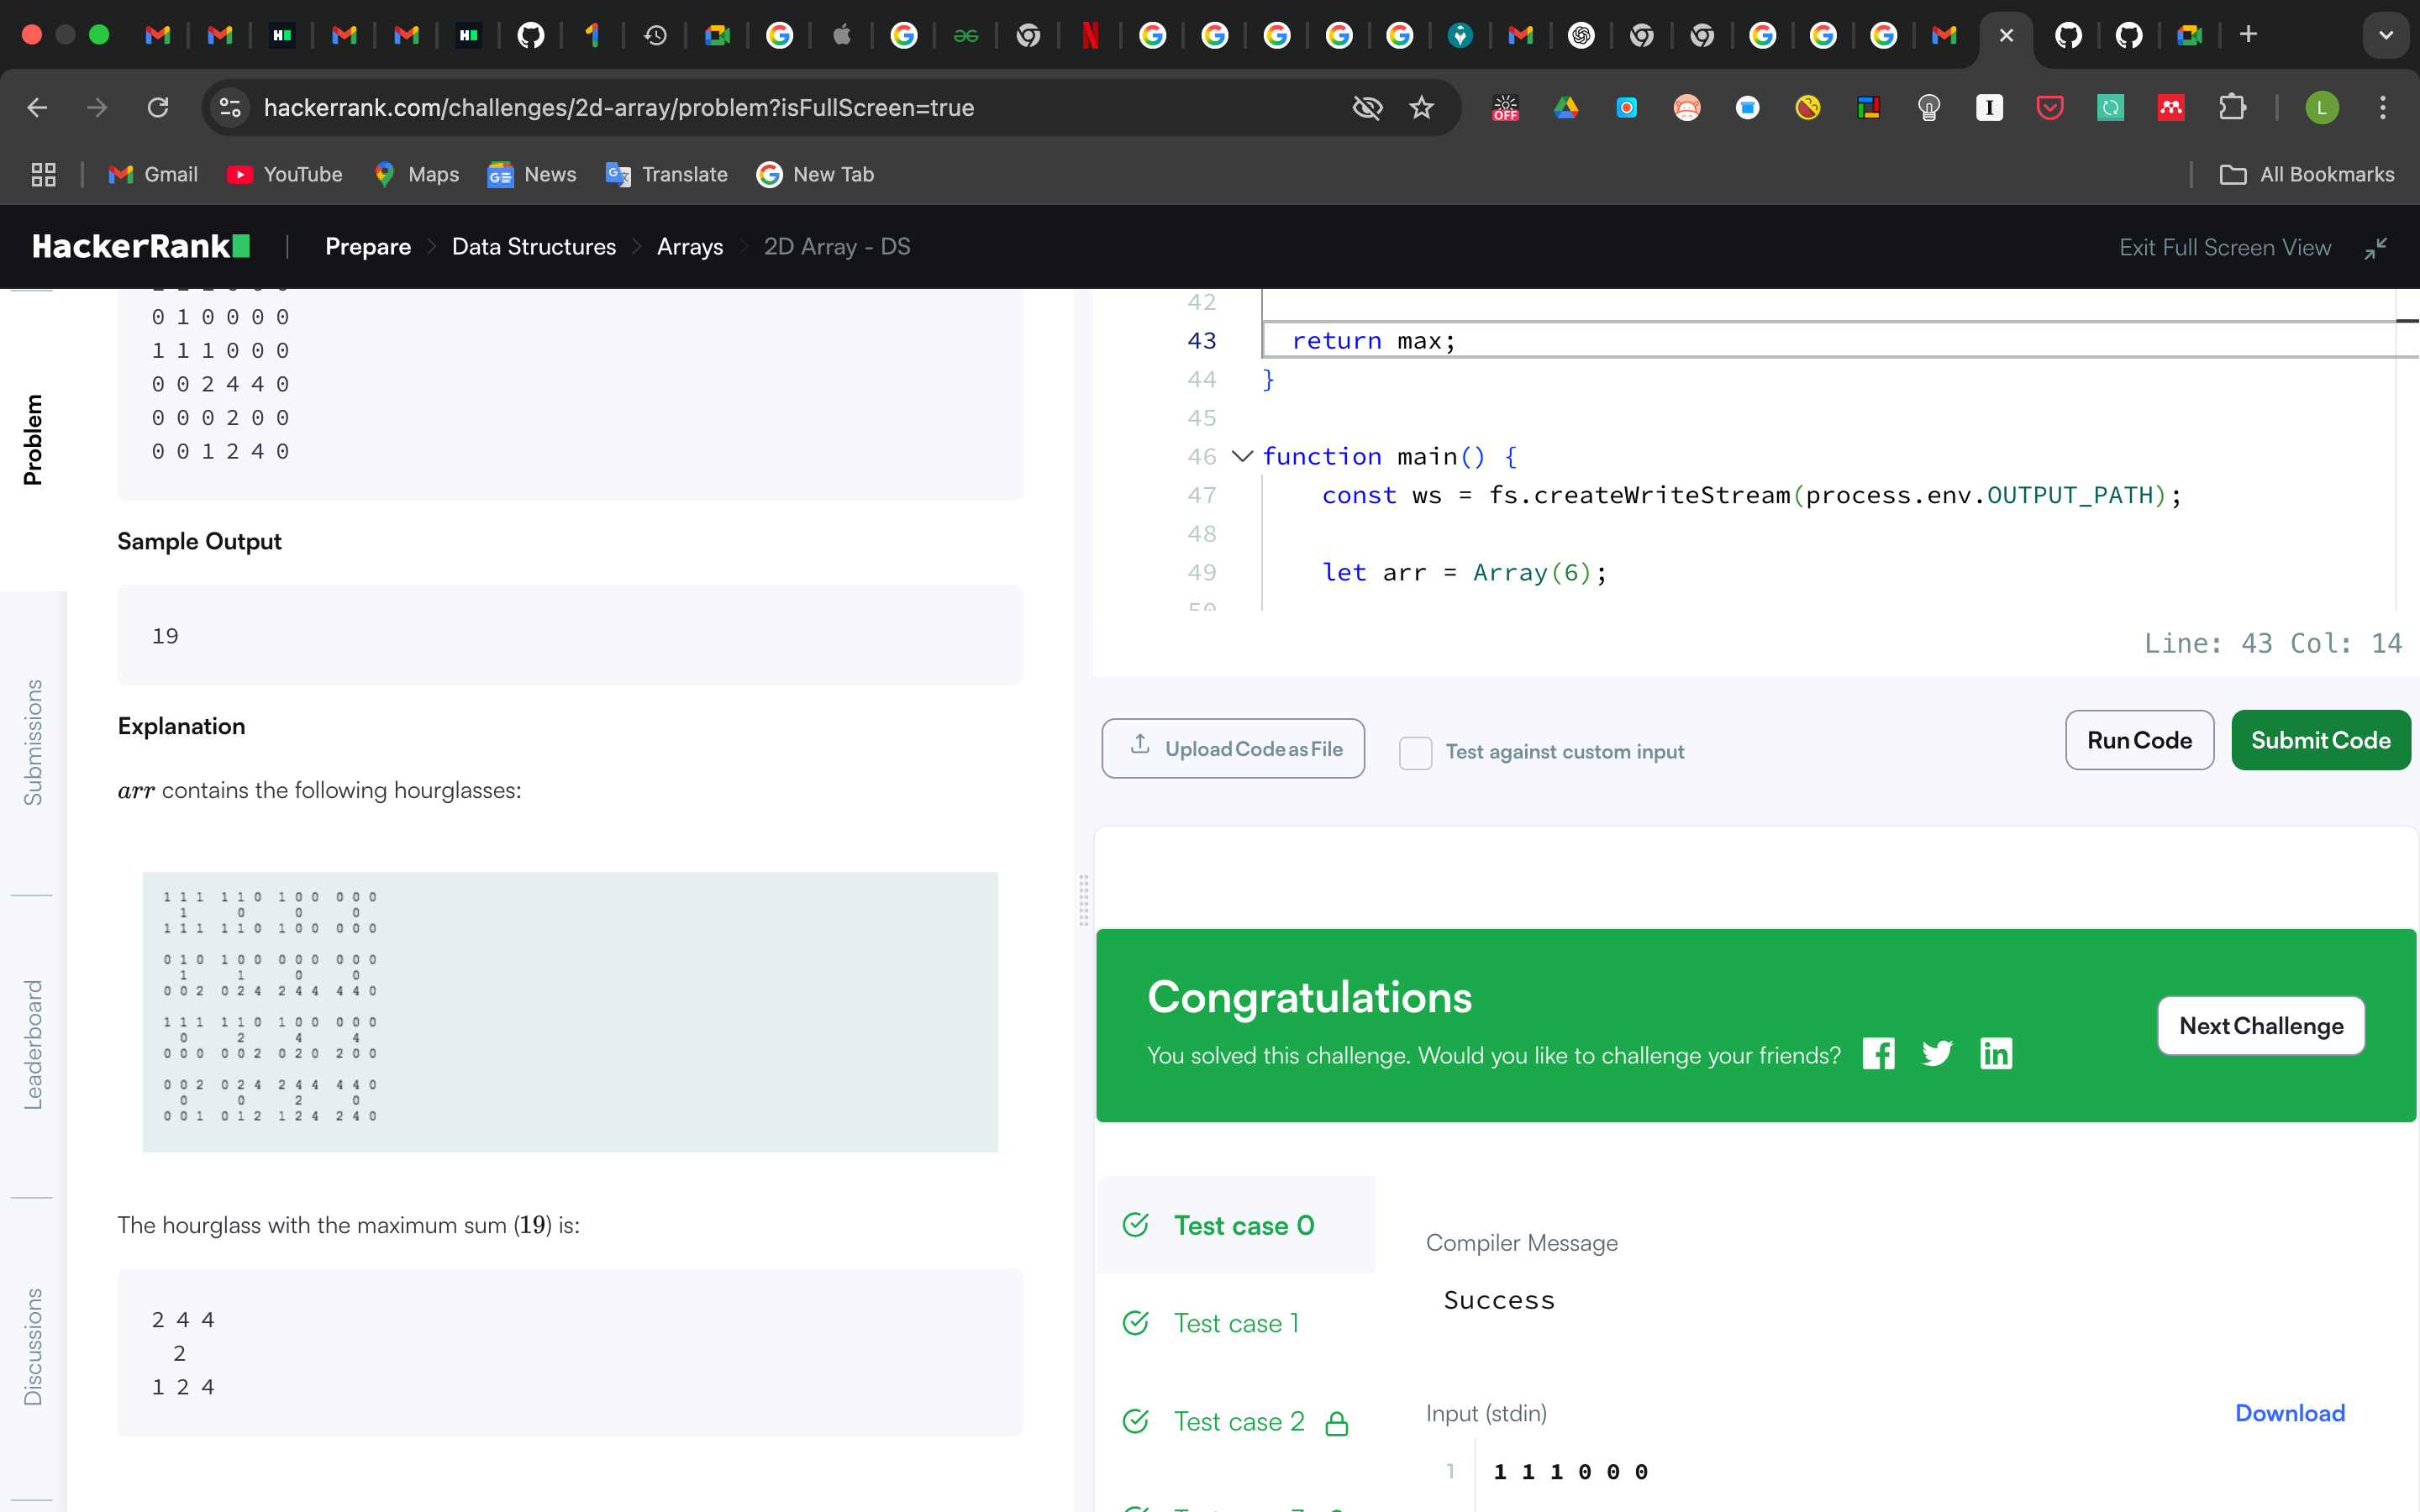 hackerrank.com/challenges/2d-array/problem?isFullScreen=true
OFF
I
L
Gmail
YouTube
Maps
News
Translate
New Tab
All Bookmarks
HackerRank
Prepare
Data Structures
Arrays
2D Array - DS
Exit Full Screen View
Problem
Submissions
Leaderboard
Discussions
0 1 0 0 0 0
1 1 1 0 0 0
0 0 2 4 4 0
0 0 0 2 0 0
0 0 1 2 4 0
Sample Output
19
Explanation
arr contains the following hourglasses:
1 1 1 1 1 0 1 0 0 0 0 0
1 0 0 0
1 1 1 1 1 0 1 0 0 0 0 0
0 1 0 1 0 0 0 0 0 0 0 0
1 1 0 0
0 0 2 0 2 4 2 4 4 4 4 0
1 1 1 1 1 0 1 0 0 0 0 0
0 2 4 4
0 0 0 0 0 2 0 2 0 2 0 0
0 0 2 0 2 4 2 4 4 4 4 0
0 0 2 0
0 0 1 0 1 2 1 2 4 2 4 0
The hourglass with the maximum sum (19) is:
2 4 4
2
1 2 4
42
43 return max;
44 }
45
46 function main() {
47 const ws = fs.createWriteStream(process.env.OUTPUT_PATH);
48
49 let arr = Array(6);
50
Line: 43 Col: 14
Upload Code as File
Test against custom input
Run Code
Submit Code
Congratulations
You solved this challenge. Would you like to challenge your friends?
Next Challenge
Test case 0
Test case 1
Test case 2
Compiler Message
Success
Input (stdin)
Download
1 1 1 1 0 0 0